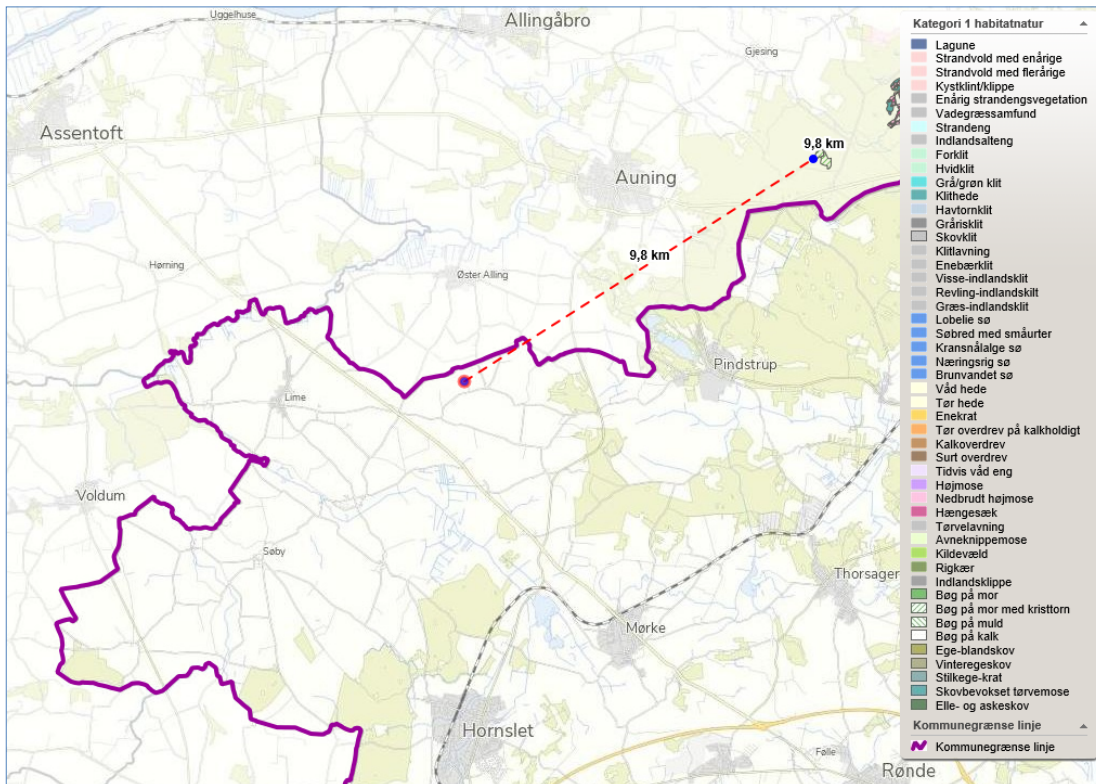 Uggelhuse
Allingåbro
Gjesing
Assentoft
9,8 km
Auning
9,8 km
Hørning
Øster Alling
Pindstrup
Lime
Voldum
Søby
Thorsager
Mørke
Hornslet
Følle
Rønde
Kategori 1 habitatnatur
Lagune
Strandvold med enårige
Strandvold med flerårige
Kystklint/klippe
Enårig strandengsvegetation
Vadegræssamfund
Strandeng
Indlandsalteng
Forklit
Hvidklit
Grå/grøn klit
Klithede
Havtornklit
Grårisklit
Skovklit
Klitlavning
Enebærklit
Visse-indlandsklit
Revling-indlandskilt
Græs-indlandsklit
Lobelie sø
Søbred med småurter
Kransnålalge sø
Næringsrig sø
Brunvandet sø
Våd hede
Tør hede
Enekrat
Tør overdrev på kalkholdigt
Kalkoverdrev
Surt overdrev
Tidvis våd eng
Højmose
Nedbrudt højmose
Hængesæk
Tørvelavning
Avneknippemose
Kildevæld
Rigkær
Indlandsklippe
Bøg på mor
Bøg på mor med kristtorn
Bøg på muld
Bøg på kalk
Ege-blandskov
Vinteregeskov
Stilkege-krat
Skovbevokset tørvemose
Elle- og askeskov
Kommunegrænse linje
Kommunegrænse linje